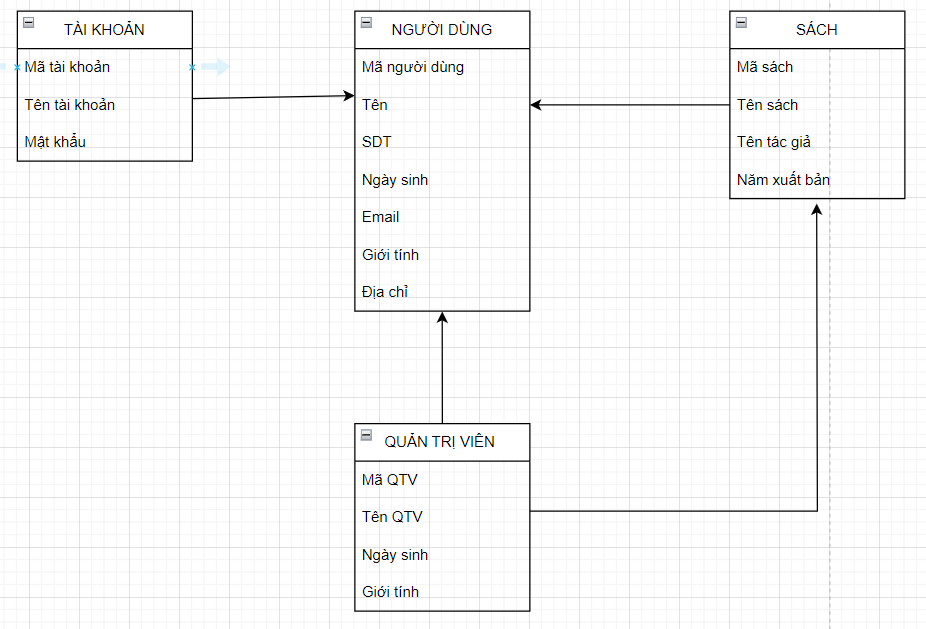 TÀI KHOẢN
Mã tài khoản
Tên tài khoản
Mật khẩu
NGƯỜI DÙNG
Mã người dùng
Tên
SDT
Ngày sinh
Email
Giới tính
Địa chỉ
SÁCH
Mã sách
Tên sách
Tên tác giả
Năm xuất bản
QUẢN TRỊ VIÊN
Mã QTV
Tên QTV
Ngày sinh
Giới tính